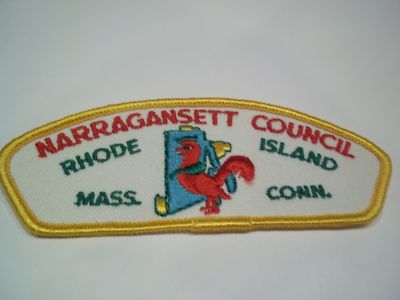 NARRAGANSETT COUNCIL
RHODE ISLAND
MASS. CONN.